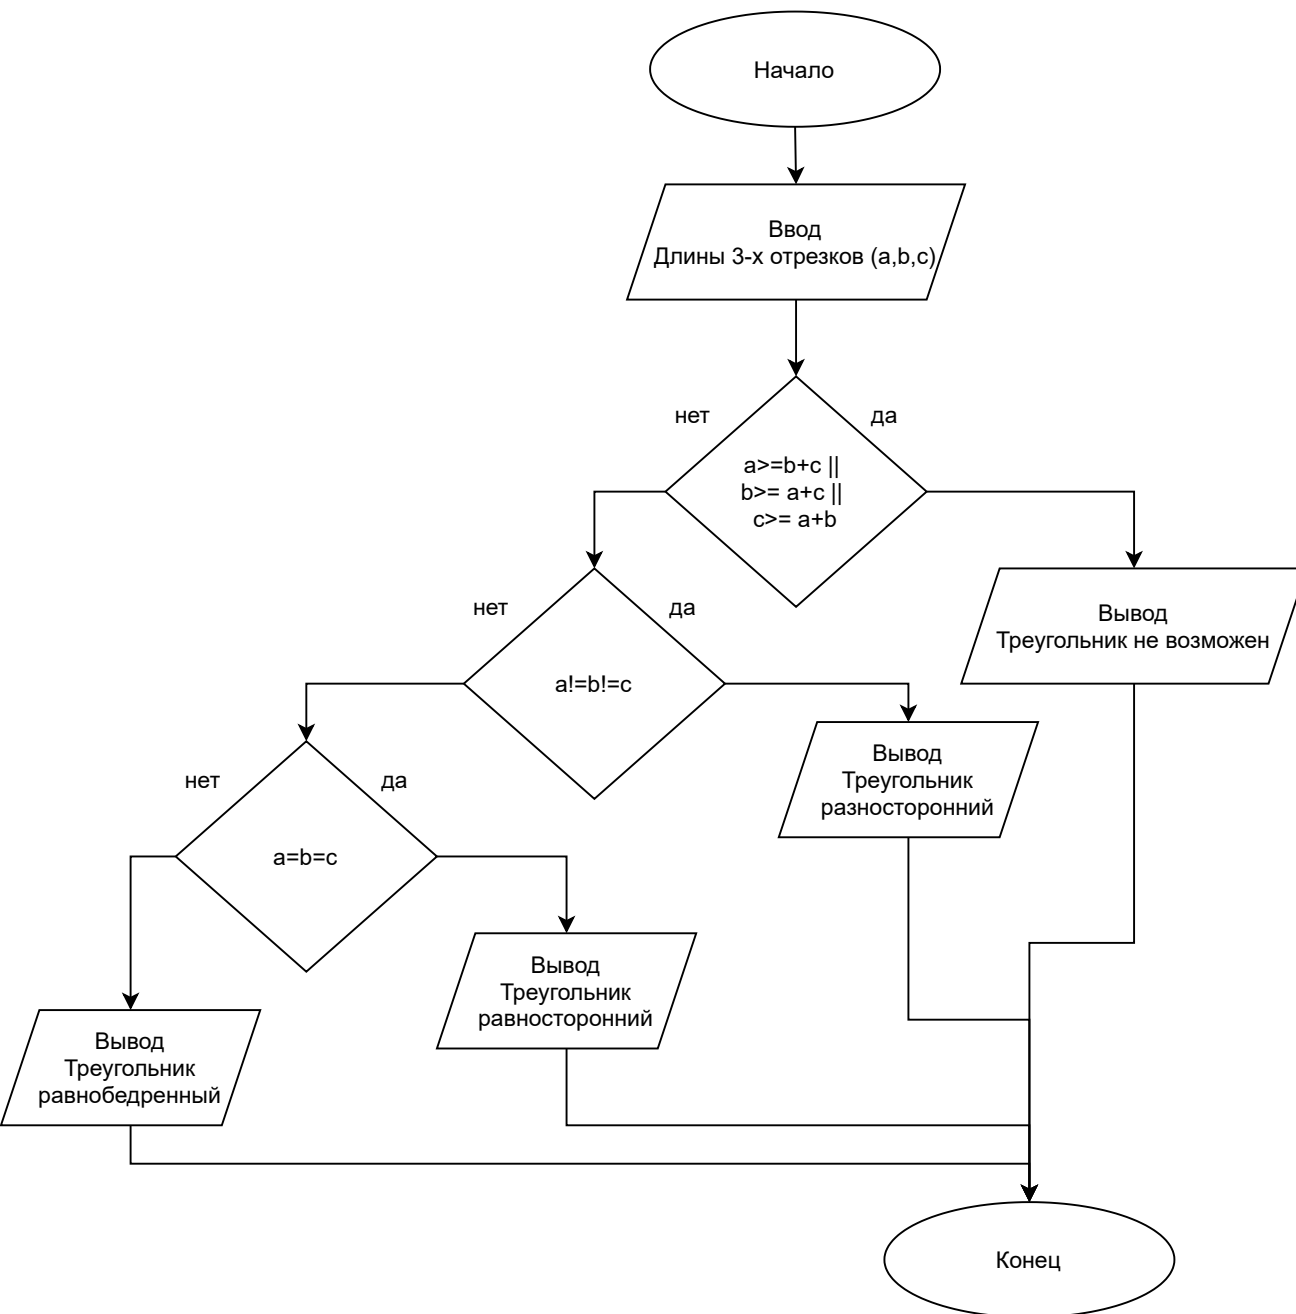 Начало
Ввод
Длины 3-х отрезков (a,b,c)
нет
да
a>=b+c ||
b>= a+c ||
c>= a+b
нет
да
Вывод
Треугольник не возможен
a!=b!=c
нет
да
Вывод
Треугольник
разносторонний
a=b=c
Вывод
Треугольник
равносторонний
Вывод
Треугольник
равнобедренный
Конец